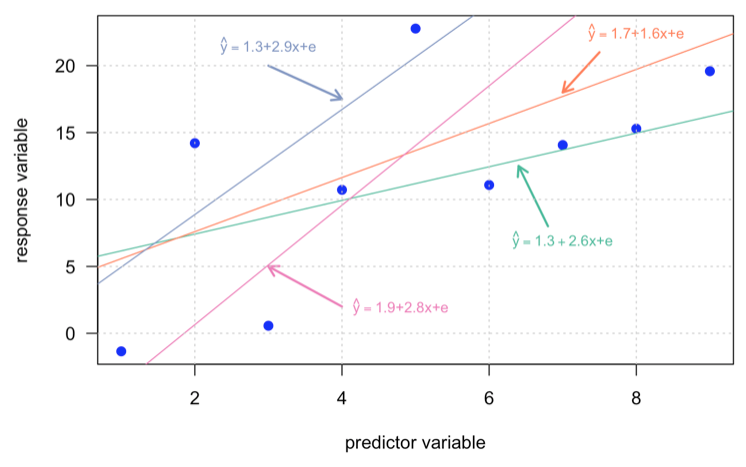 ŷ = 1.3+2.9x+e
ŷ = 1.7+1.6x+e
ŷ = 1.3 + 2.6x+e
ŷ = 1.9+2.8x+e
response variable
20
15
10
5
0
2
4
6
8
predictor variable